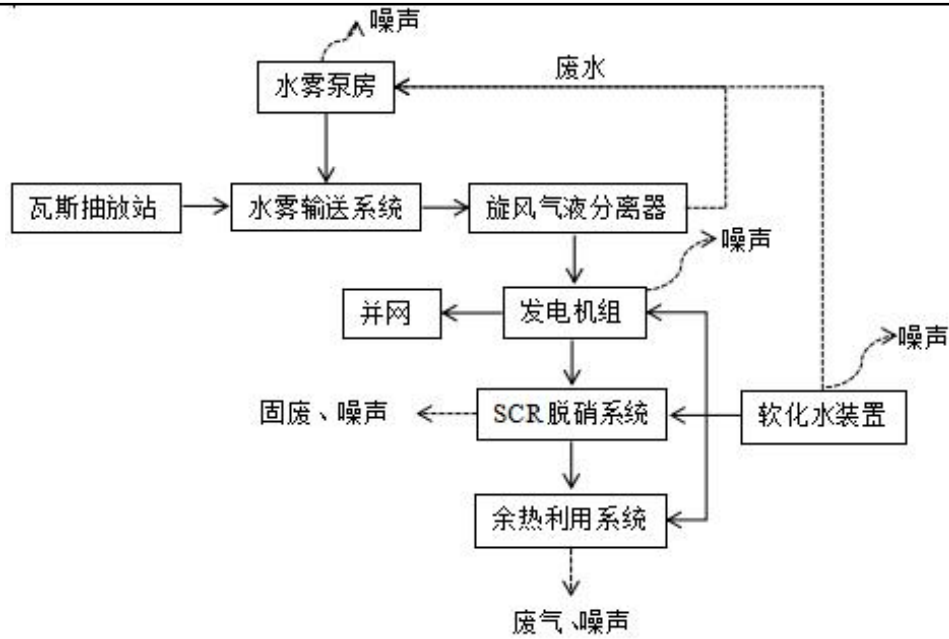 噪声
废水
水雾泵房
瓦斯抽放站
水雾输送系统
旋风气液分离器
噪声
并网
发电机组
噪声
固废、噪声
SCR脱硝系统
软化水装置
余热利用系统
废气、噪声